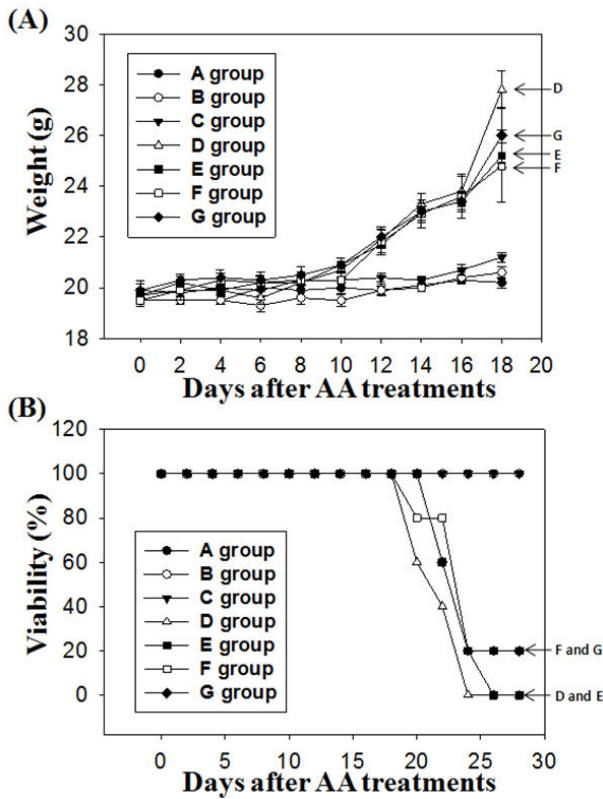 (A)
30
28
26
24
22
20
18
Weight (g)
A group
B group
C group
D group
E group
F group
G group
D
G
E
F
0 2 4 6 8 10 12 14 16 18 20
Days after AA treatments
(B)
120
100
80
60
40
20
0
Viability (%)
A group
B group
C group
D group
E group
F group
G group
F and G
D and E
0 5 10 15 20 25 30
Days after AA treatments